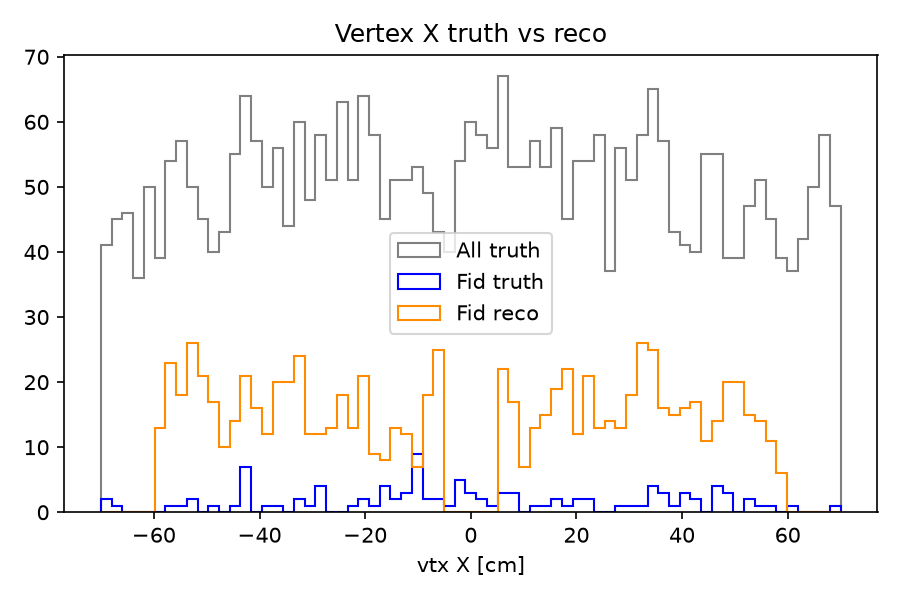 Vertex X truth vs reco
70
60
50
40
30
20
10
0
All truth
Fid truth
Fid reco
−60 −40 −20 0 20 40 60
vtx X [cm]